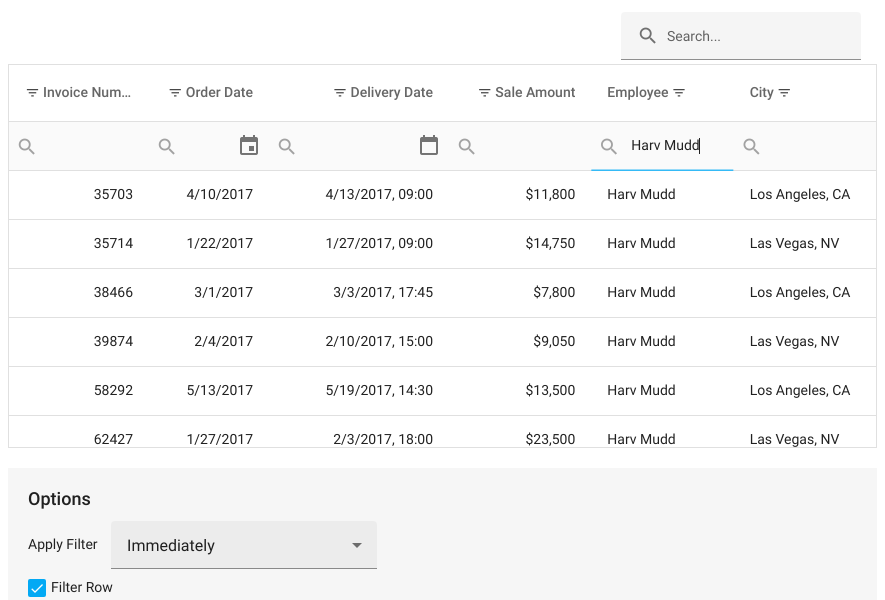 Search...
Invoice Num... Order Date Delivery Date Sale Amount Employee City
Harv Mudd
35703 4/10/2017 4/13/2017, 09:00 $11,800 Harv Mudd Los Angeles, CA
35714 1/22/2017 1/27/2017, 09:00 $14,750 Harv Mudd Las Vegas, NV
38466 3/1/2017 3/3/2017, 17:45 $7,800 Harv Mudd Los Angeles, CA
39874 2/4/2017 2/10/2017, 15:00 $9,050 Harv Mudd Las Vegas, NV
58292 5/13/2017 5/19/2017, 14:30 $13,500 Harv Mudd Los Angeles, CA
62427 1/27/2017 2/3/2017, 18:00 $23,500 Harv Mudd Las Vegas, NV
Options
Apply Filter Immediately
Filter Row